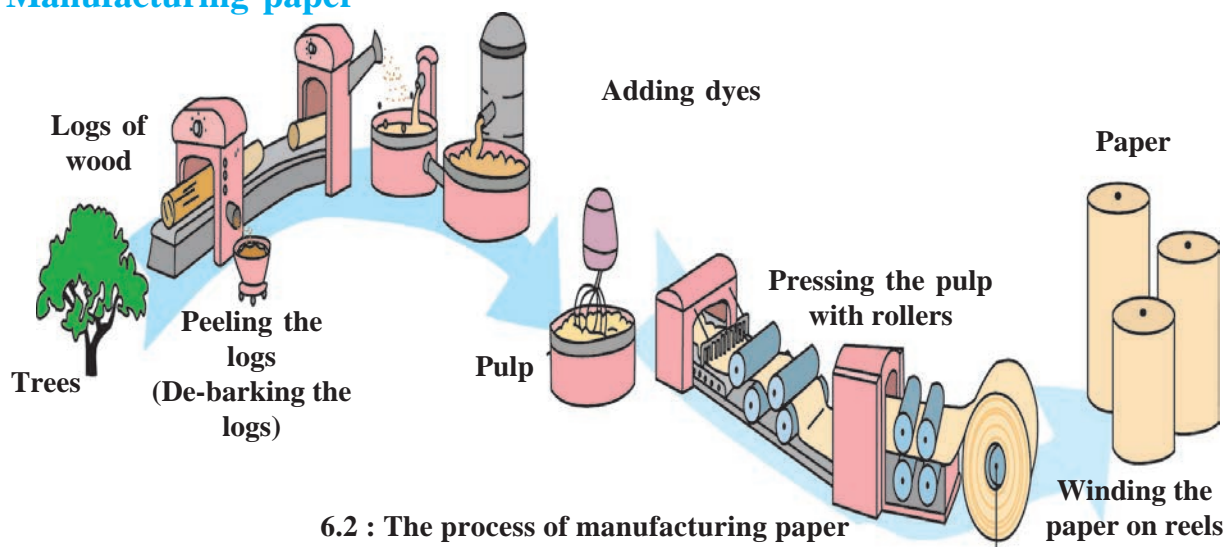 Manufacturing paper
Logs of
wood
Adding dyes
Paper
Trees
Peeling the
logs
(De-barking the
logs)
Pulp
Pressing the pulp
with rollers
Winding the
paper on reels
6.2 : The process of manufacturing paper